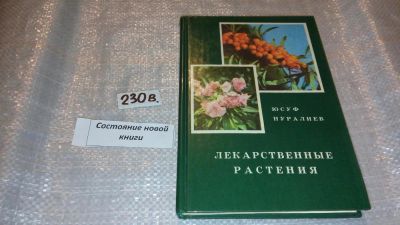 230 в.
Состояние новой
книги
ЮСУФ
НУРАЛИЕВ
ЛЕКАРСТВЕННЫЕ
РАСТЕНИЯ